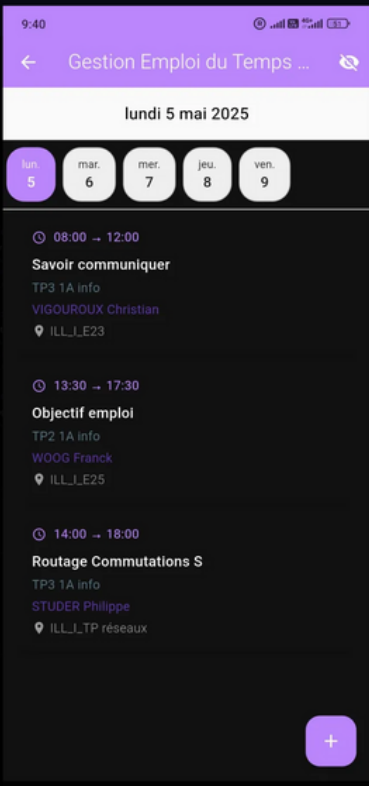 9:40
4G+
51
Gestion Emploi du Temps ...
lundi 5 mai 2025
lun. mar. mer. jeu. ven.
5 6 7 8 9
08:00 → 12:00
Savoir communiquer
TP3 1A info
VIGOUROUX Christian
ILL_I_E23
13:30 → 17:30
Objectif emploi
TP2 1A info
WOOG Franck
ILL_I_E25
14:00 → 18:00
Routage Commutations S
TP3 1A info
STUDER Philippe
ILL_I_TP réseaux
+